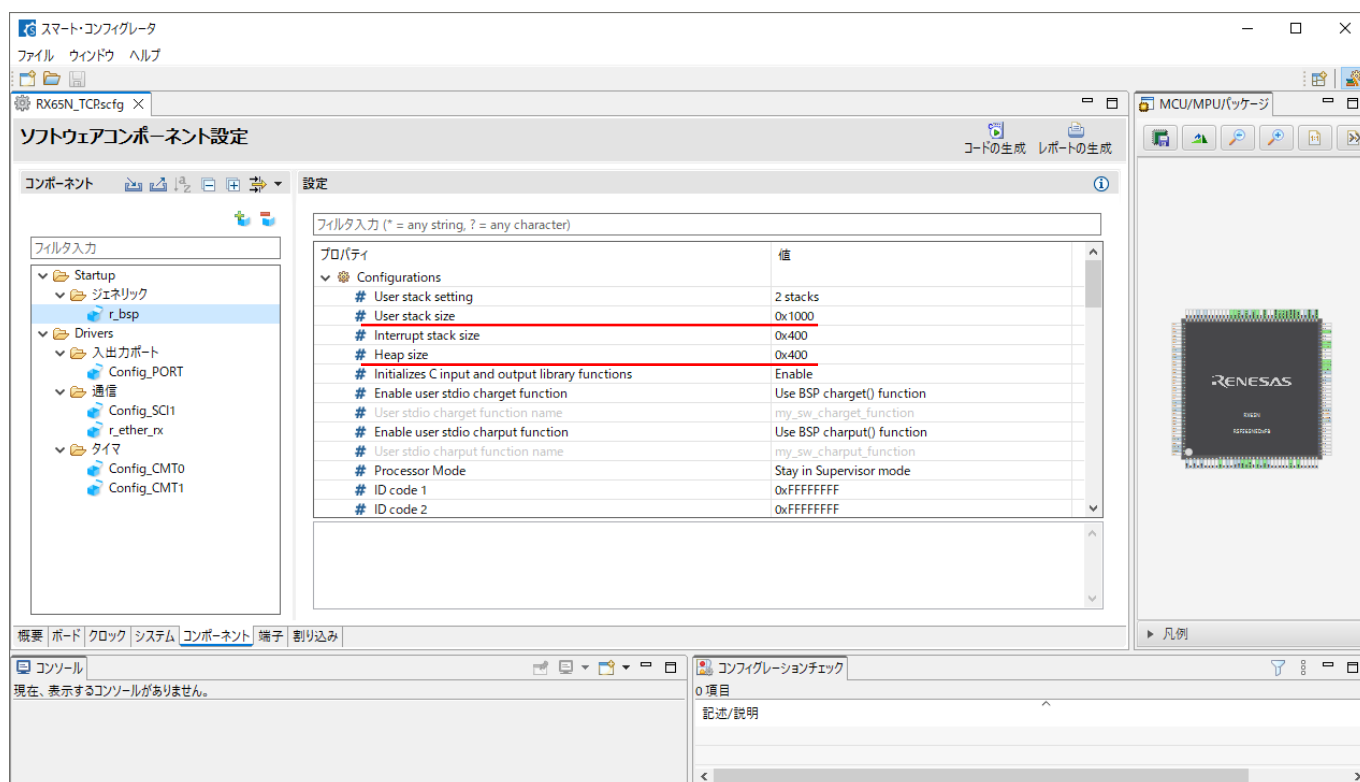 スマート・コンフィグレータ
ファイル ウィンドウ ヘルプ
RX65N_TCP.scfg
ソフトウェアコンポーネント設定
コードの生成 レポートの生成
コンポーネント
フィルタ入力
Startup
ジェネリック
r_bsp
Drivers
入出力ポート
Config_PORT
通信
Config_SCI1
r_ether_rx
タイマ
Config_CMT0
Config_CMT1
設定
フィルタ入力 (* = any string, ? = any character)
プロパティ 値
Configurations
# User stack setting 2 stacks
# User stack size 0x1000
# Interrupt stack size 0x400
# Heap size 0x400
# Initializes C input and output library functions Enable
# Enable user stdio charget function Use BSP charget() function
# User stdio charget function name my_sw_charget_function
# Enable user stdio charput function Use BSP charput() function
# User stdio charput function name my_sw_charput_function
# Processor Mode Stay in Supervisor mode
# ID code 1 0xFFFFFFFF
# ID code 2 0xFFFFFFFF
概要 ボード クロック システム コンポーネント 端子 割り込み
MCU/MPUパッケージ
RENESAS
RX65N
凡例
コンソール
現在、表示するコンソールがありません。
コンフィグレーションチェック
0 項目
記述/説明